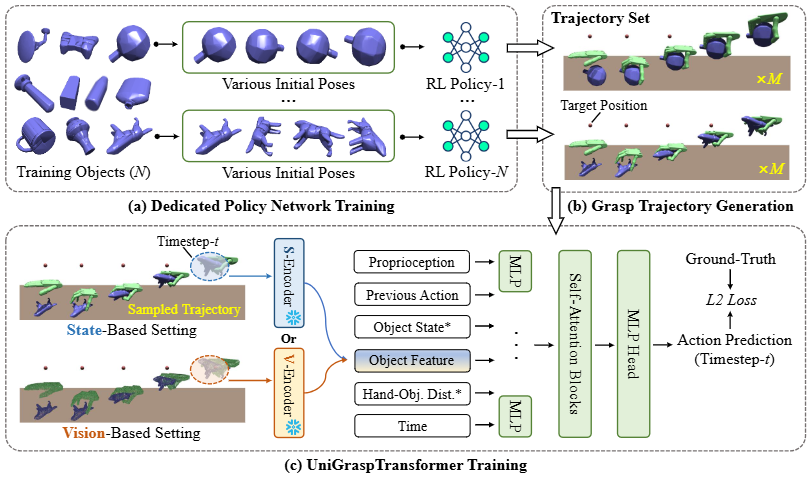 Various Initial Poses
...
Various Initial Poses
Training Objects (N)
RL Policy-1
...
RL Policy-N
(a) Dedicated Policy Network Training
Trajectory Set
×M
Target Position
×M
(b) Grasp Trajectory Generation
Timestep-t
Sampled Trajectory
State-Based Setting
Vision-Based Setting
S-Encoder
Or
V-Encoder
Proprioception
Previous Action
Object State*
Object Feature
Hand-Obj. Dist.*
Time
MLP
...
MLP
Self-Attention Blocks
MLP Head
Ground-Truth
L2 Loss
Action Prediction
(Timestep-t)
(c) UniGraspTransformer Training